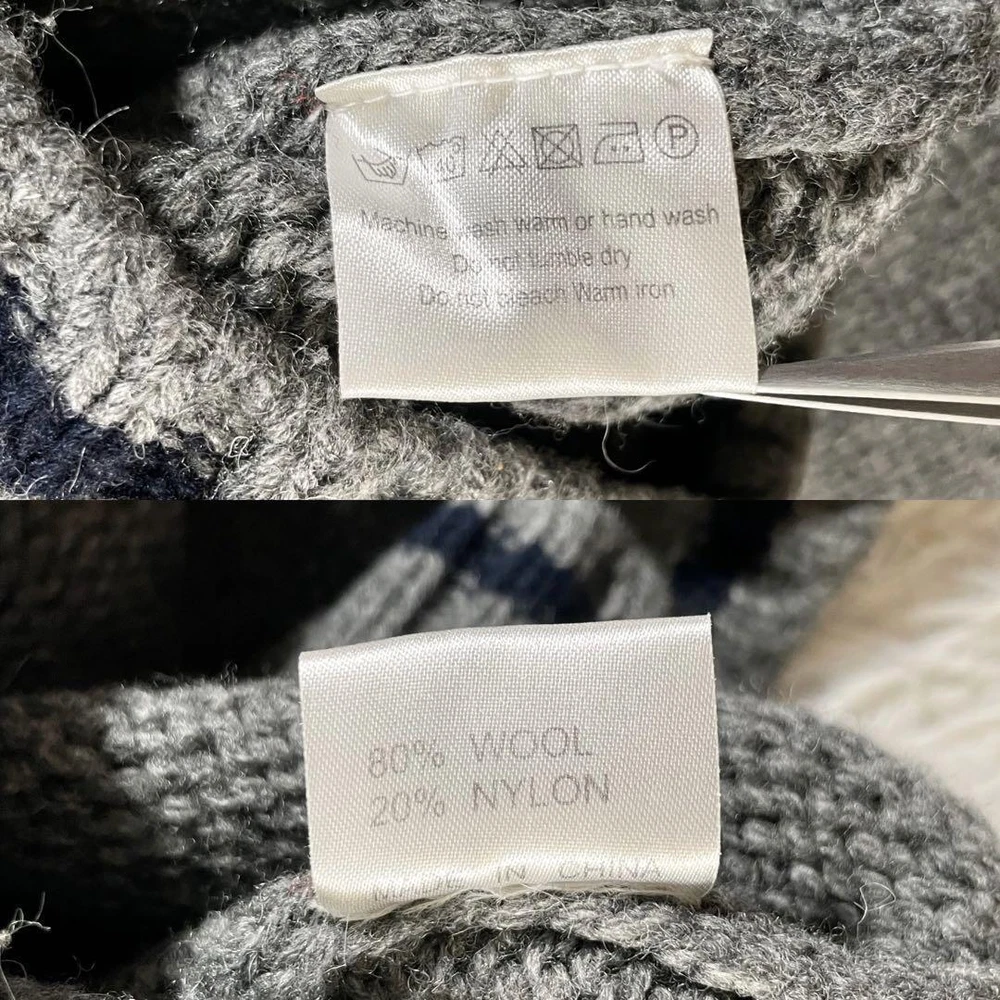 P
Machine wash warm or hand wash
Do not tumble dry
Do not bleach Warm iron
80% WOOL
20% NYLON
MADE IN CHINA